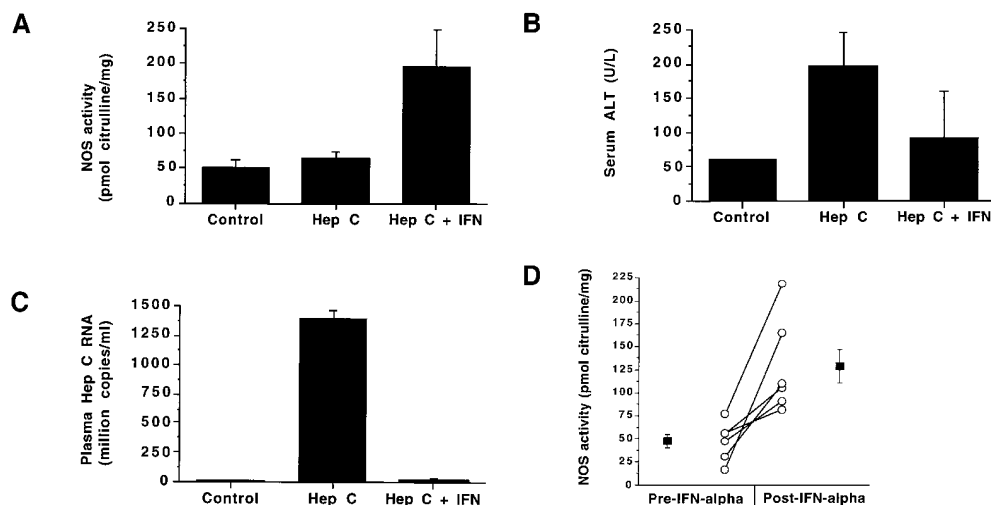 A
NOS activity
(pmol citrulline/mg)
250
200
150
100
50
0
Control
Hep C
Hep C + IFN
B
Serum ALT (U/L)
250
200
150
100
50
0
Control
Hep C
Hep C + IFN
C
Plasma Hep C RNA
(million copies/ml)
1500
1250
1000
750
500
250
0
Control
Hep C
Hep C + IFN
D
NOS activity (pmol citrulline/mg)
225
200
175
150
125
100
75
50
25
0
Pre-IFN-alpha
Post-IFN-alpha